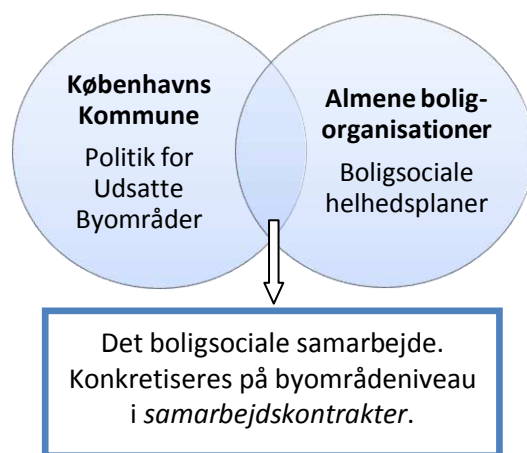 Københavns
Kommune
Politik for
Udsatte
Byområder
Almene bolig-
organisationer
Boligsociale
helhedsplaner
Det boligsociale samarbejde.
Konkretiseres på byområdeniveau
i samarbejdskontrakter.